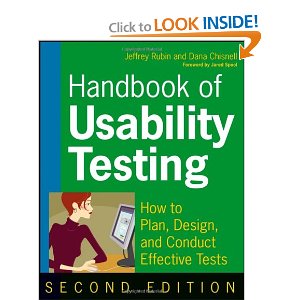 Click to LOOK INSIDE!
Jeffrey Rubin and Dana Chisnell
Foreword by Jared Spool
Handbook of
Usability
Testing
How to
Plan, Design,
and Conduct
Effective Tests
SECOND EDITION